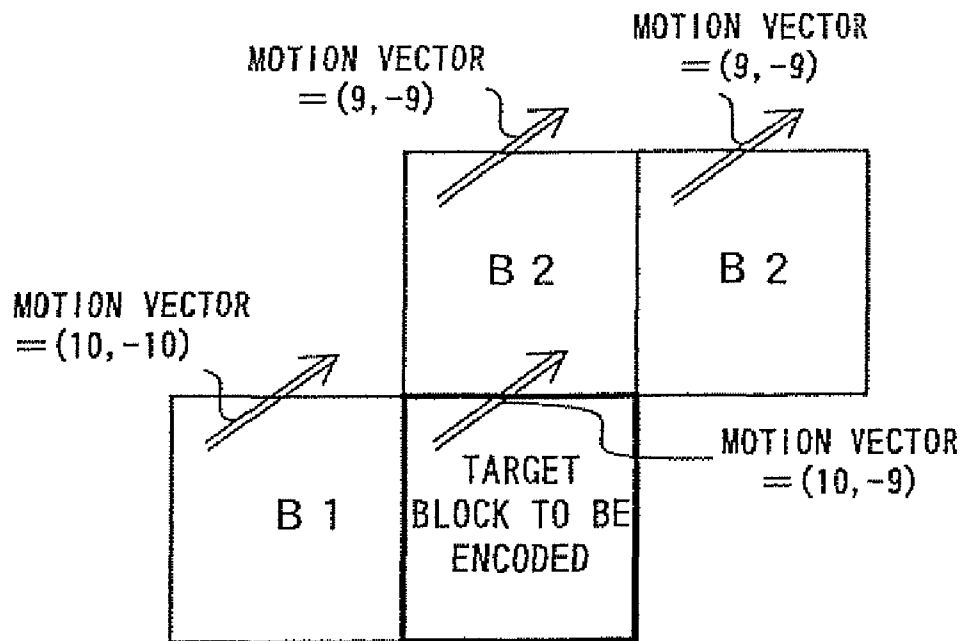 MOTION VECTOR
=(9,-9)
MOTION VECTOR
=(9,-9)
B 2
B 2
MOTION VECTOR
=(10,-10)
MOTION VECTOR
=(10,-9)
B 1
TARGET
BLOCK TO BE
ENCODED